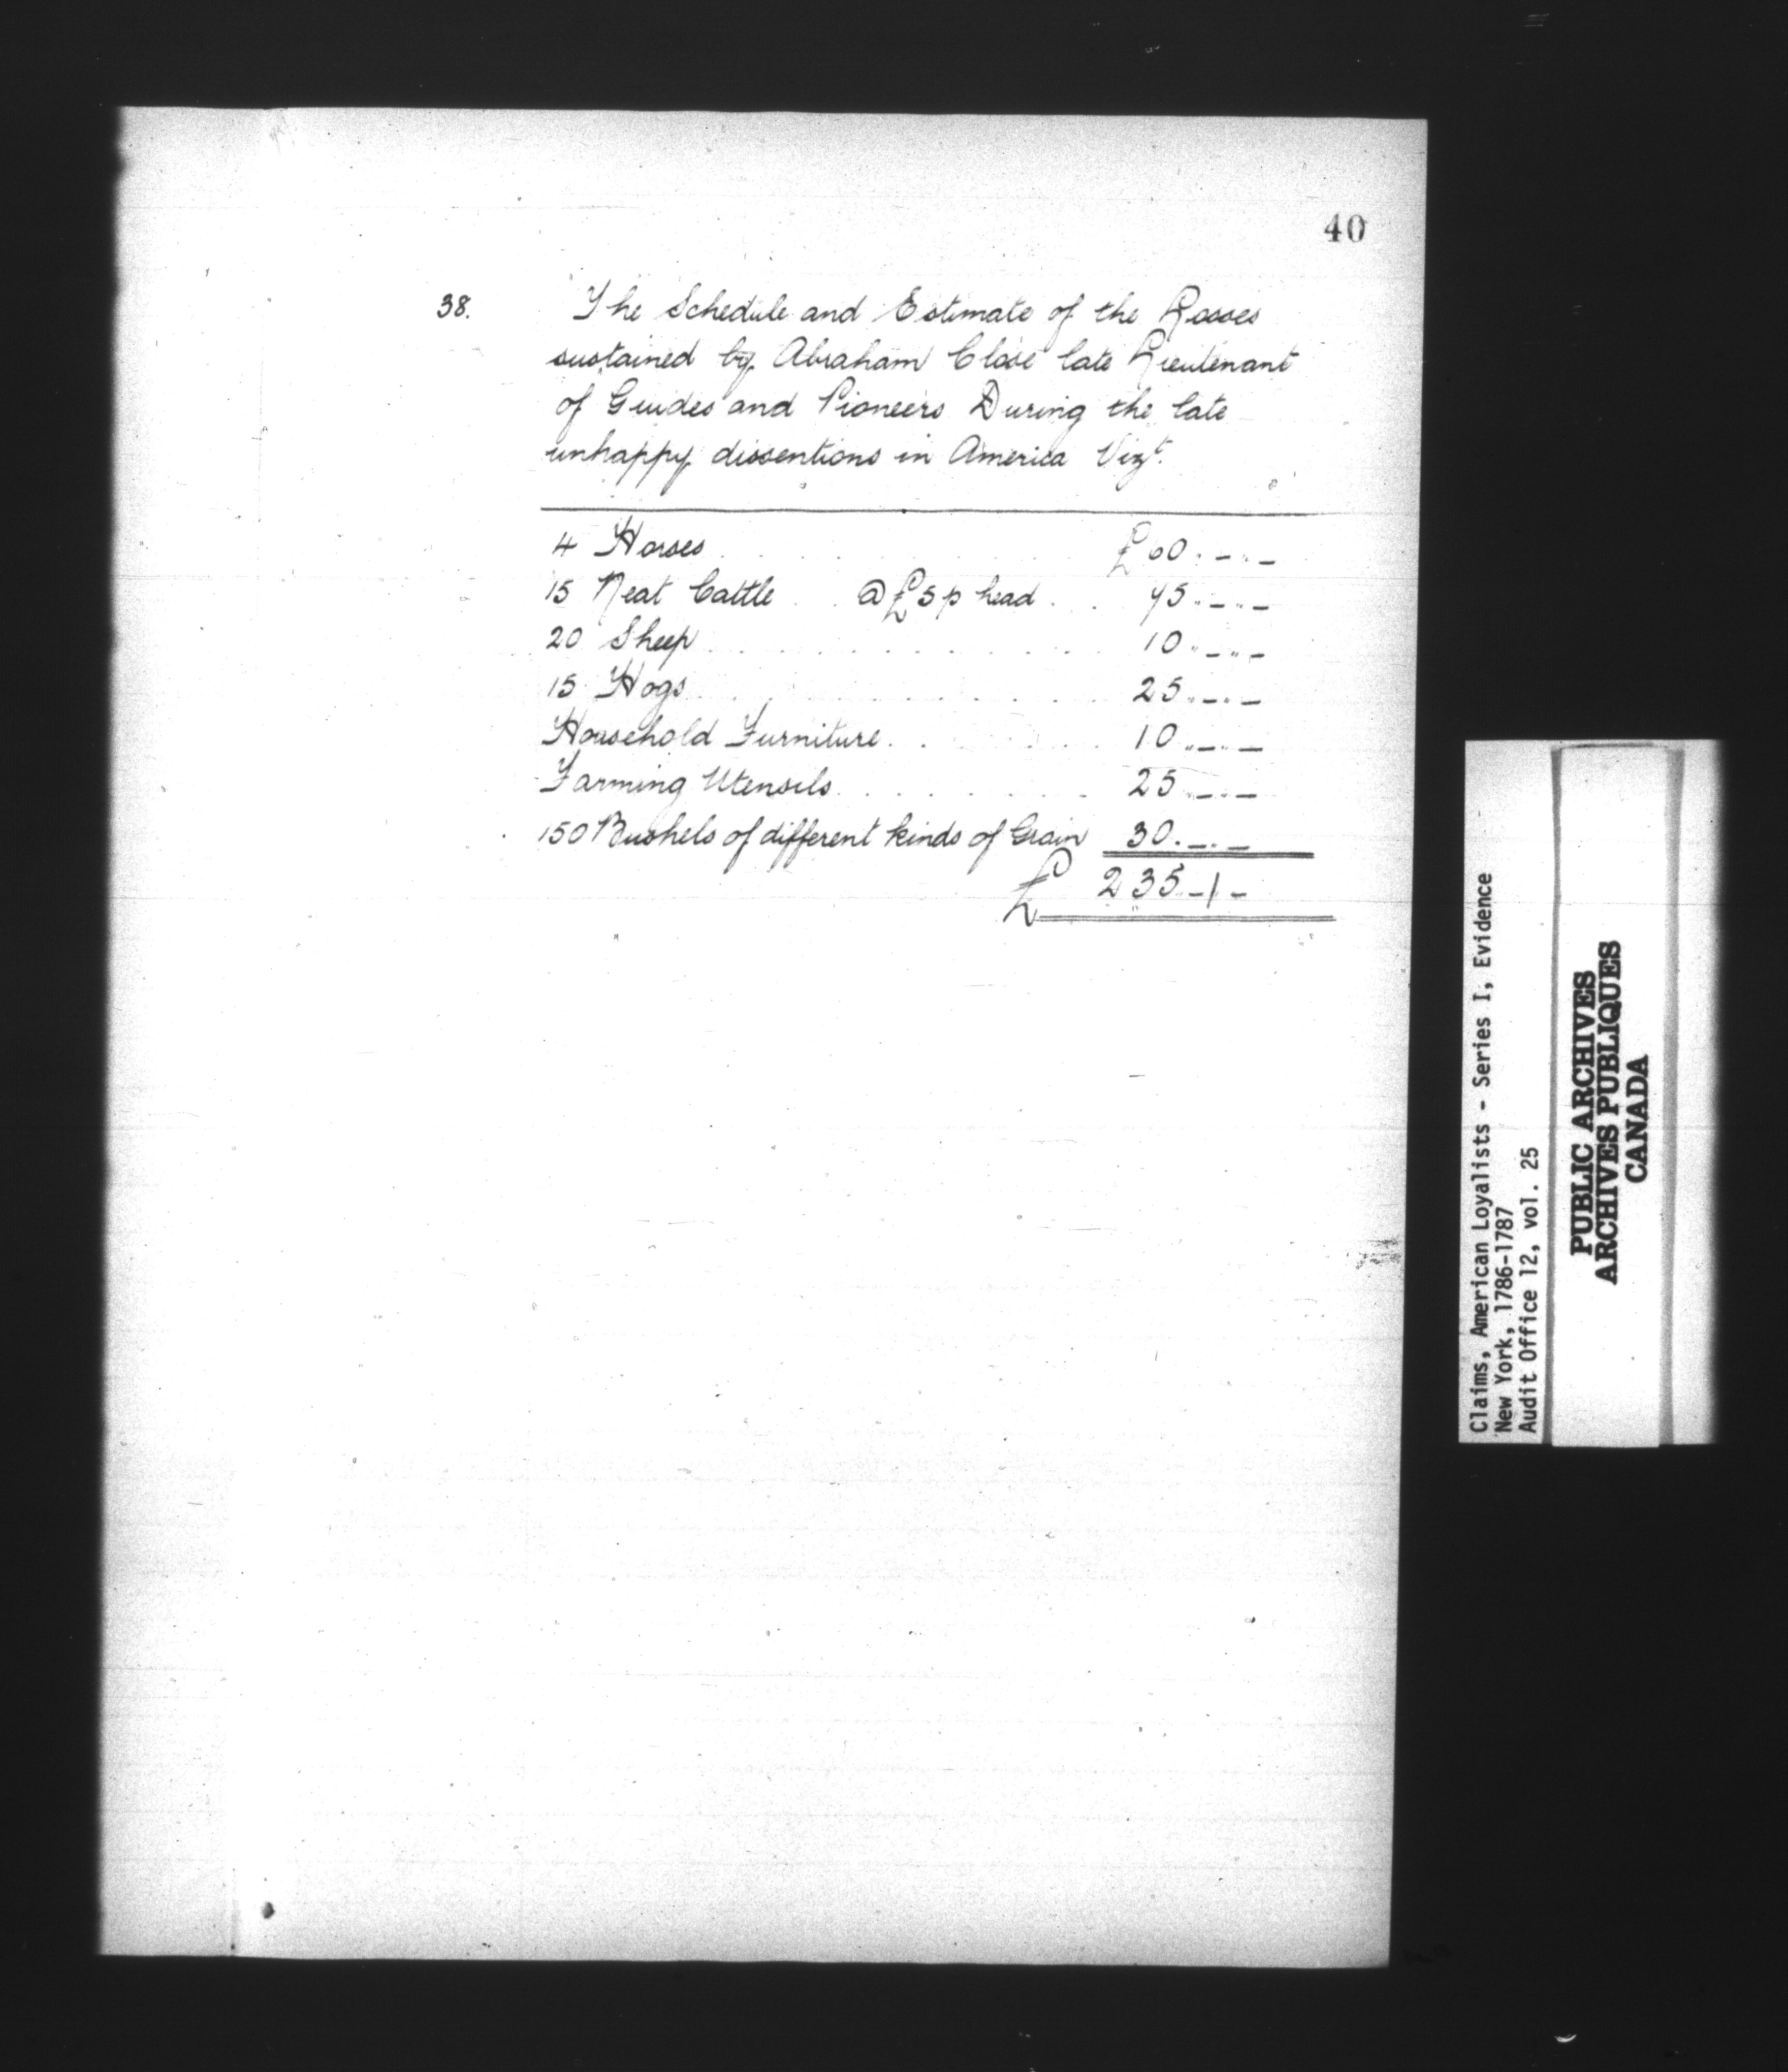 40
38. The Schedule and Estimate of the Losses
sustained by Abraham Close late Lieutenant
of Guides and Pioneers During the late
unhappy dissentions in America Vizt.
4 Horses . . . . . £60 " – " –
15 Neat Cattle . . @ £5 p head . . 75 " – " –
20 Sheep . . . . . 10 " – " –
15 Hogs . . . . . 25 " – " –
Household Furniture . . . . . 10 " – " –
Farming Utensils . . . . . 25 " – " –
150 Bushels of different kinds of Grain 30 . – . –
£ 235 – | –
Claims, American Loyalists - Series I, Evidence
New York, 1786-1787
Audit Office 12, vol. 25
PUBLIC ARCHIVES
ARCHIVES PUBLIQUES
CANADA